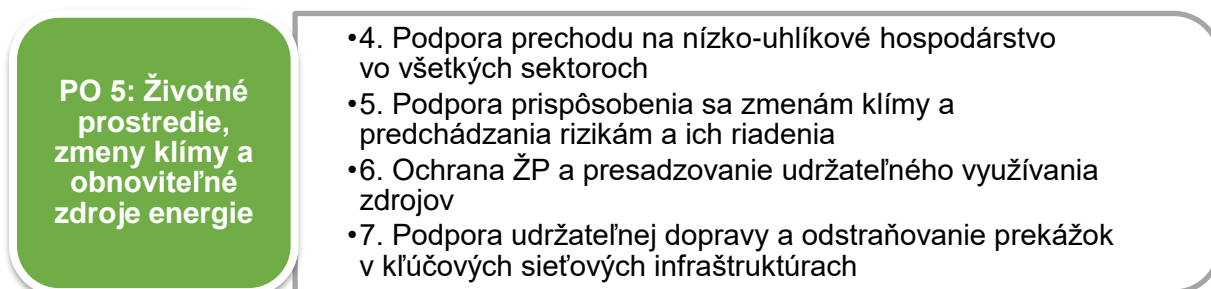 PO 5: Životné
prostredie,
zmeny klímy a
obnoviteľné
zdroje energie
•4. Podpora prechodu na nízko-uhlíkové hospodárstvo
vo všetkých sektoroch
•5. Podpora prispôsobenia sa zmenám klímy a
predchádzania rizikám a ich riadenia
•6. Ochrana ŽP a presadzovanie udržateľného využívania
zdrojov
•7. Podpora udržateľnej dopravy a odstraňovanie prekážok
v kľúčových sieťových infraštruktúrach